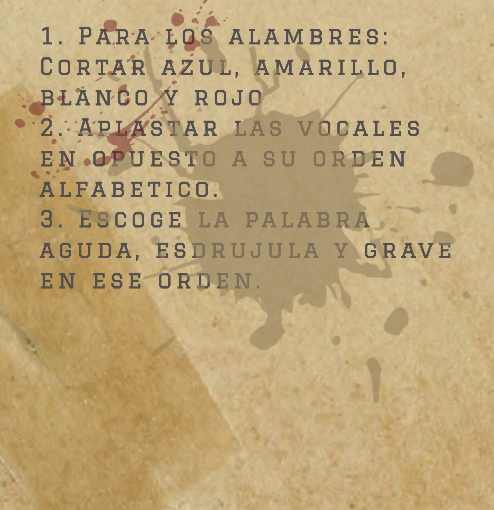 1. Para los alambres:
Cortar azul, amarillo,
blanco y rojo
2. Aplastar las vocales
en opuesto a su orden
alfabetico.
3. Escoge la palabra
aguda, esdrujula y grave
en ese orden.